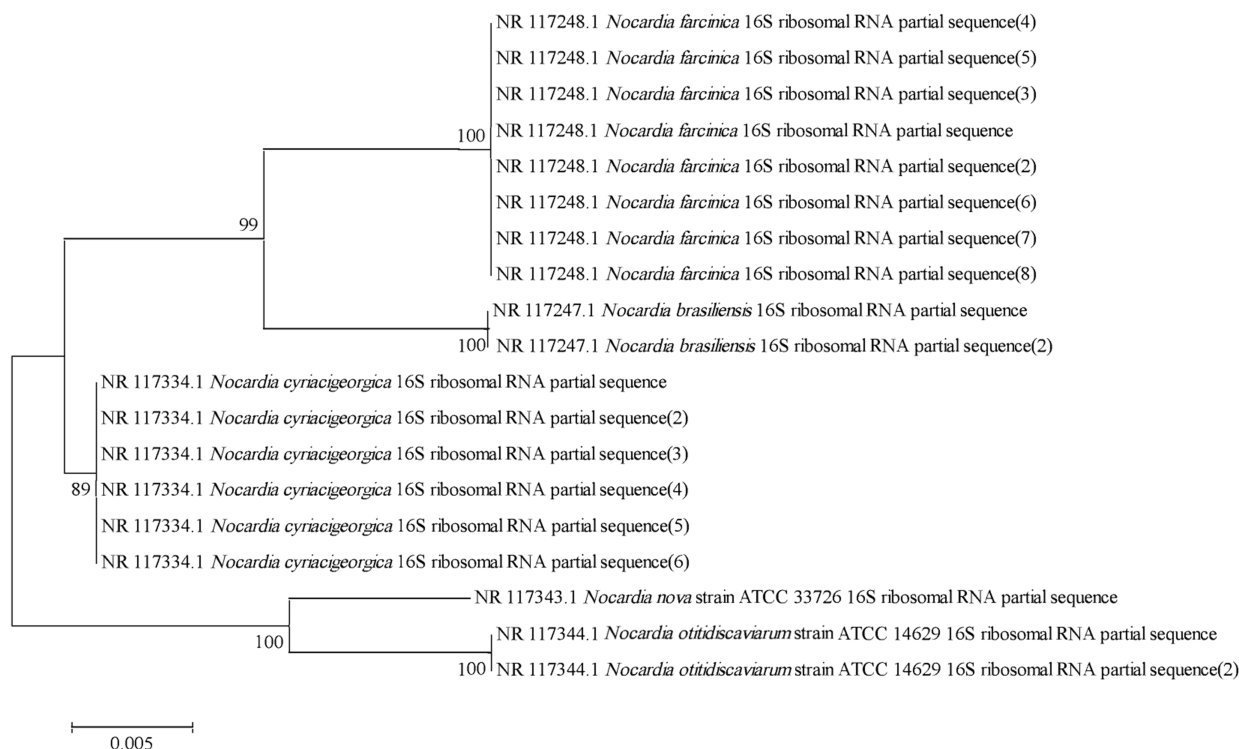 NR 117248.1 Nocardia farcinica 16S ribosomal RNA partial sequence(4)
NR 117248.1 Nocardia farcinica 16S ribosomal RNA partial sequence(5)
NR 117248.1 Nocardia farcinica 16S ribosomal RNA partial sequence(3)
100
NR 117248.1 Nocardia farcinica 16S ribosomal RNA partial sequence
NR 117248.1 Nocardia farcinica 16S ribosomal RNA partial sequence(2)
NR 117248.1 Nocardia farcinica 16S ribosomal RNA partial sequence(6)
99
NR 117248.1 Nocardia farcinica 16S ribosomal RNA partial sequence(7)
NR 117248.1 Nocardia farcinica 16S ribosomal RNA partial sequence(8)
NR 117247.1 Nocardia brasiliensis 16S ribosomal RNA partial sequence
100
NR 117247.1 Nocardia brasiliensis 16S ribosomal RNA partial sequence(2)
NR 117334.1 Nocardia cyriacigeorgica 16S ribosomal RNA partial sequence
NR 117334.1 Nocardia cyriacigeorgica 16S ribosomal RNA partial sequence(2)
NR 117334.1 Nocardia cyriacigeorgica 16S ribosomal RNA partial sequence(3)
89
NR 117334.1 Nocardia cyriacigeorgica 16S ribosomal RNA partial sequence(4)
NR 117334.1 Nocardia cyriacigeorgica 16S ribosomal RNA partial sequence(5)
NR 117334.1 Nocardia cyriacigeorgica 16S ribosomal RNA partial sequence(6)
NR 117343.1 Nocardia nova strain ATCC 33726 16S ribosomal RNA partial sequence
100
NR 117344.1 Nocardia otitidiscaviarum strain ATCC 14629 16S ribosomal RNA partial sequence
100
NR 117344.1 Nocardia otitidiscaviarum strain ATCC 14629 16S ribosomal RNA partial sequence(2)
0.005